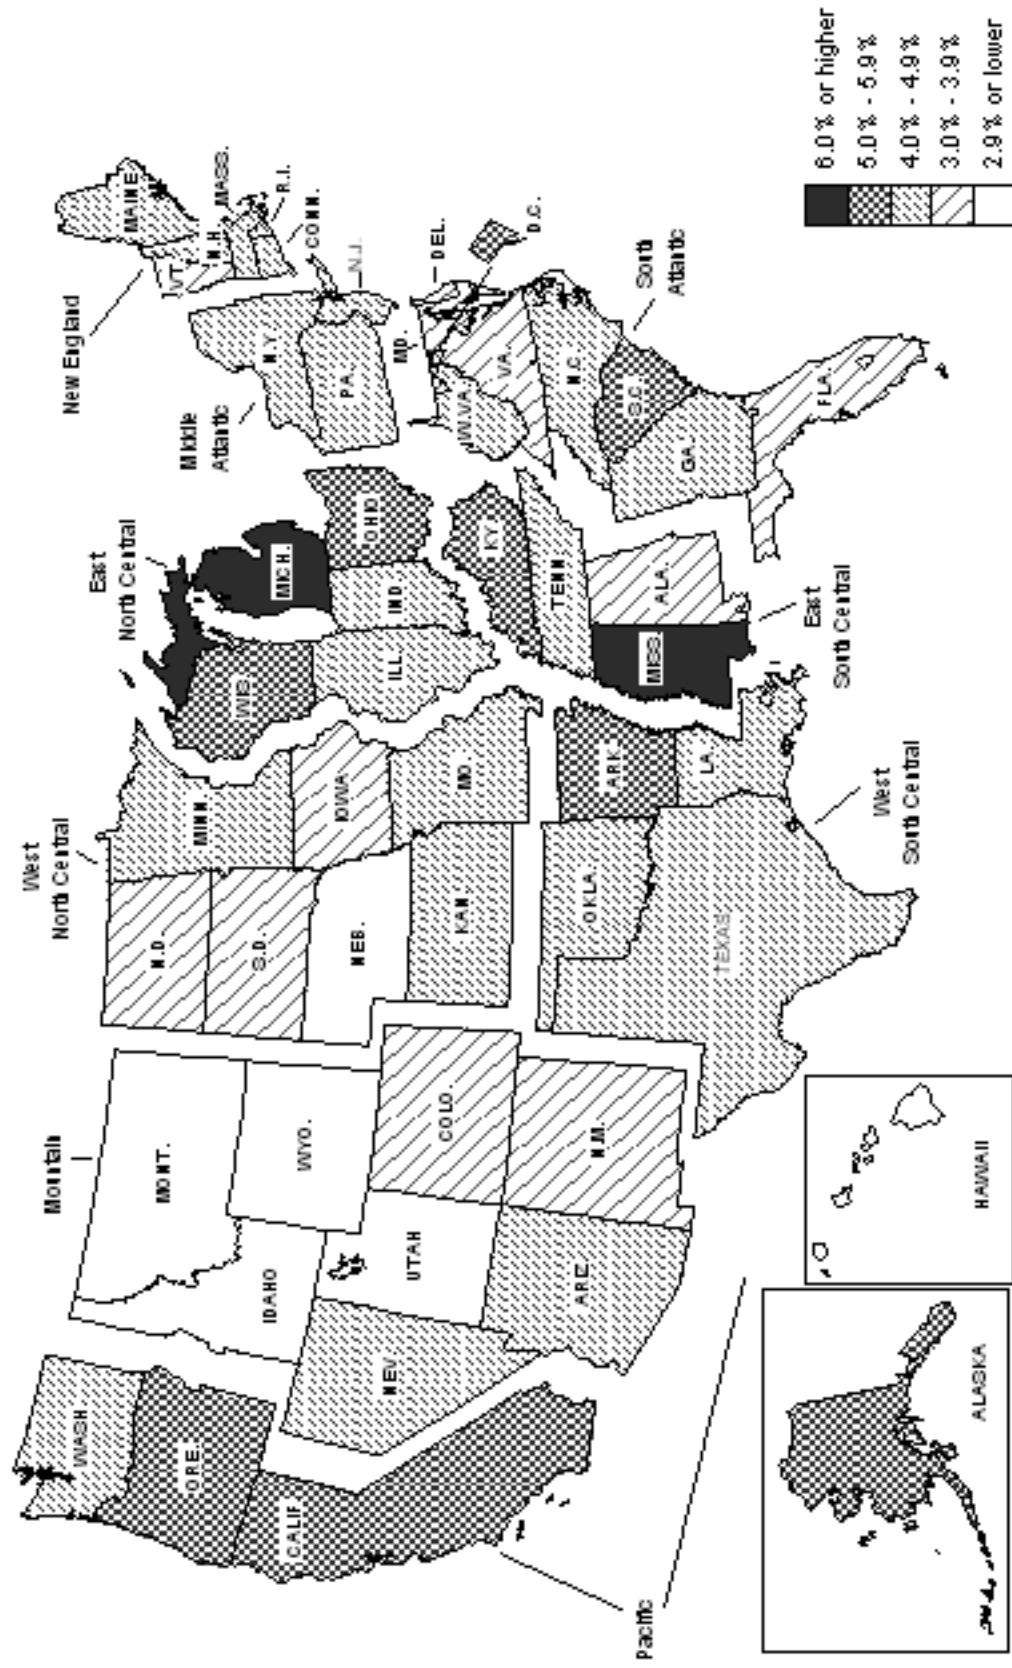 Pacific
Mountain
West
North Central
East
North Central
Middle
Atlantic
New England
South
Atlantic
East
South Central
West
South Central
WASH
ORE.
CALIF
NEV
IDAHO
MONT.
WYO.
UTAH
ARIZ.
COLO.
N.M.
N.D.
S.D.
NEB.
KAN
OKLA.
TEXAS
MINN
IOWA
MO.
ARK.
LA.
WIS.
ILL.
MICH.
IND
OHIO
KY.
TENN
MISS.
ALA.
N.Y.
PA.
N.J.
VT.
N.H.
MAINE
MASS.
R.I.
CONN.
MD.
DEL.
D.C.
W.VA.
VA.
N.C.
S.C.
GA.
FLA.
ALASKA
HAWAII
6.0% or higher
5.0% - 5.9%
4.0% - 4.9%
3.0% - 3.9%
2.9% or lower